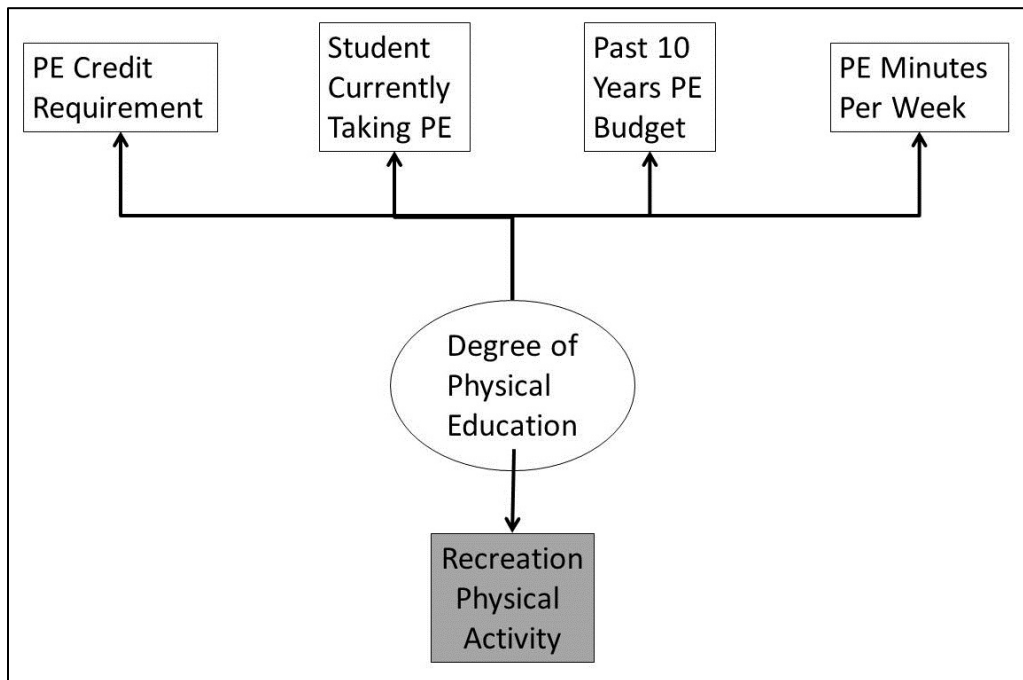 PE Credit
Requirement
Student
Currently
Taking PE
Past 10
Years PE
Budget
PE Minutes
Per Week
Degree of
Physical
Education
Recreation
Physical
Activity